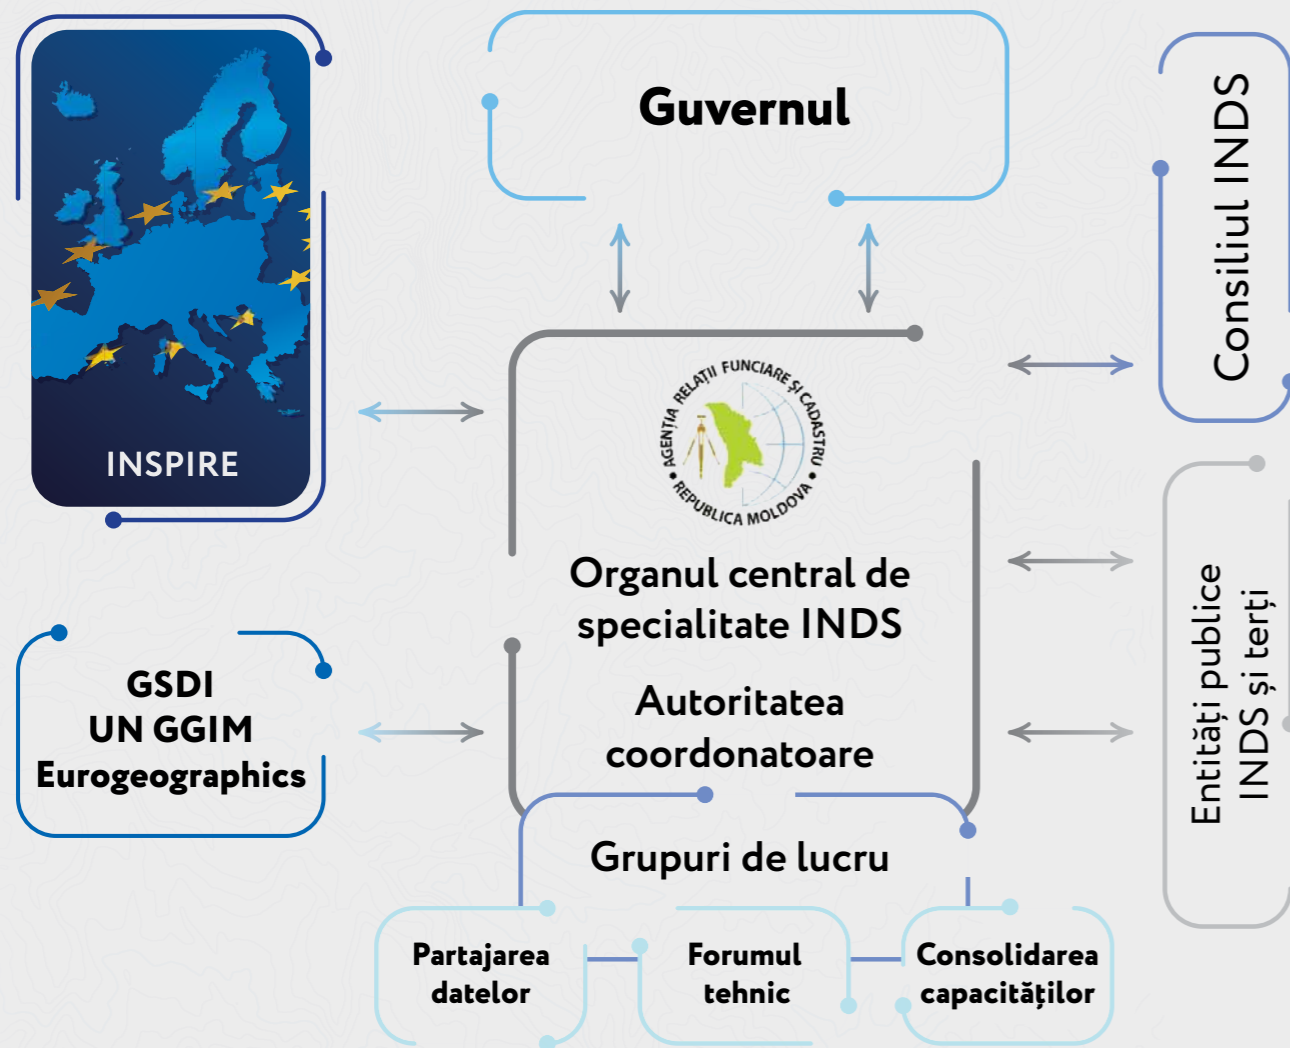 Guvernul
Consiliul INDS
INSPIRE
AGENȚIA RELAȚII FUNCIARE ȘI CADASTRU
• REPUBLICA MOLDOVA •
Organul central de
specialitate INDS
Autoritatea
coordonatoare
GSDI
UN GGIM
Eurogeographics
Entități publice
INDS și terți
Grupuri de lucru
Partajarea
datelor
Forumul
tehnic
Consolidarea
capacităților